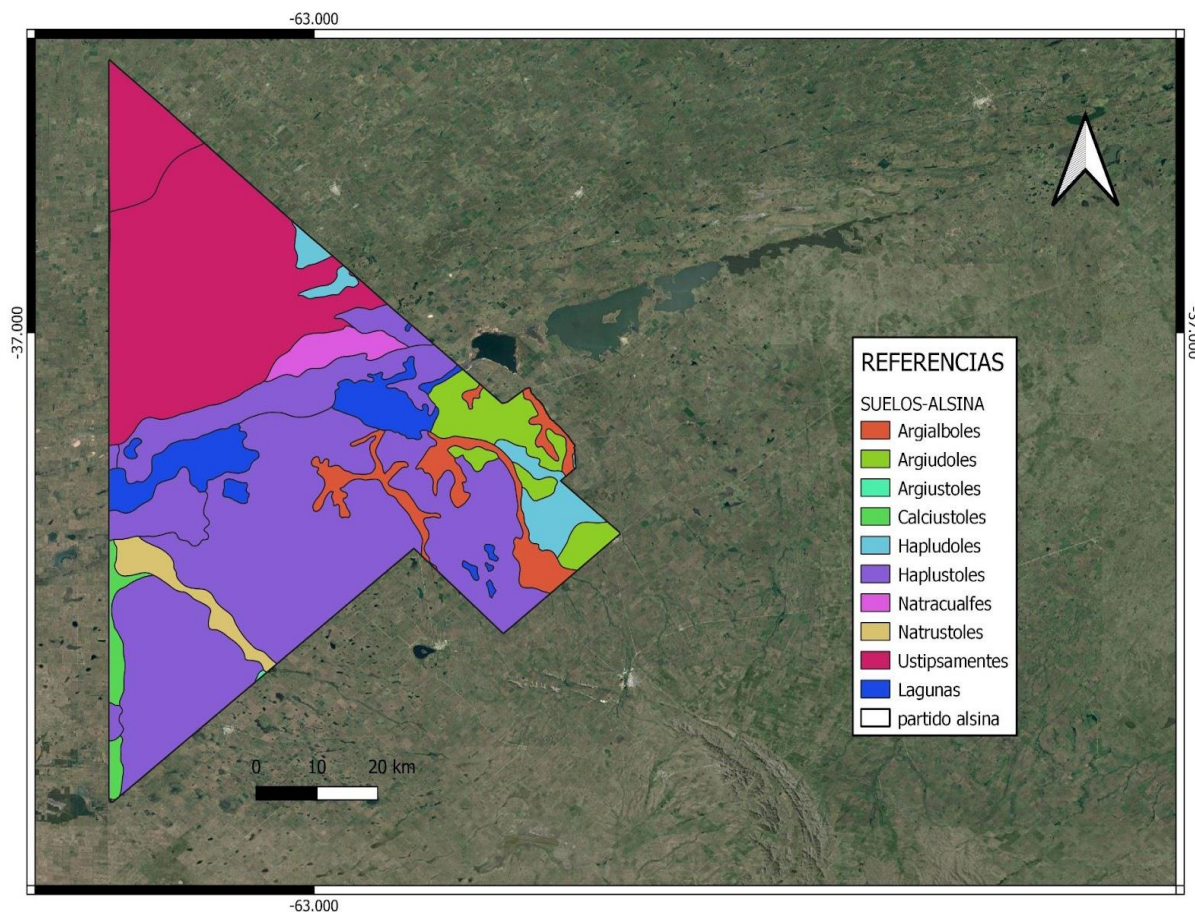 -63.000
-37.000
-37.000
REFERENCIAS
SUELOS-ALSINA
Argialboles
Argiudoles
Argiustoles
Calciustoles
Hapludoles
Haplustoles
Natracualfes
Natrustoles
Ustipsamentes
Lagunas
partido alsina
0 10 20 km
-63.000